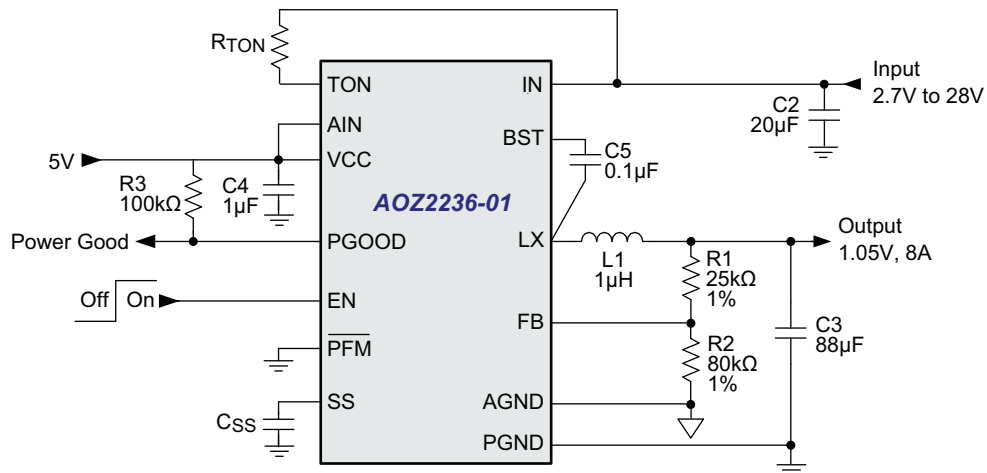 R_TON
TON
IN
Input
2.7V to 28V
C2
20µF
AIN
BST
5V
VCC
C5
0.1µF
R3
100kΩ
C4
1µF
AOZ2236-01
Power Good
PGOOD
LX
L1
1µH
Output
1.05V, 8A
R1
25kΩ
1%
Off
On
EN
FB
PFM
R2
80kΩ
1%
C3
88µF
SS
C_SS
AGND
PGND